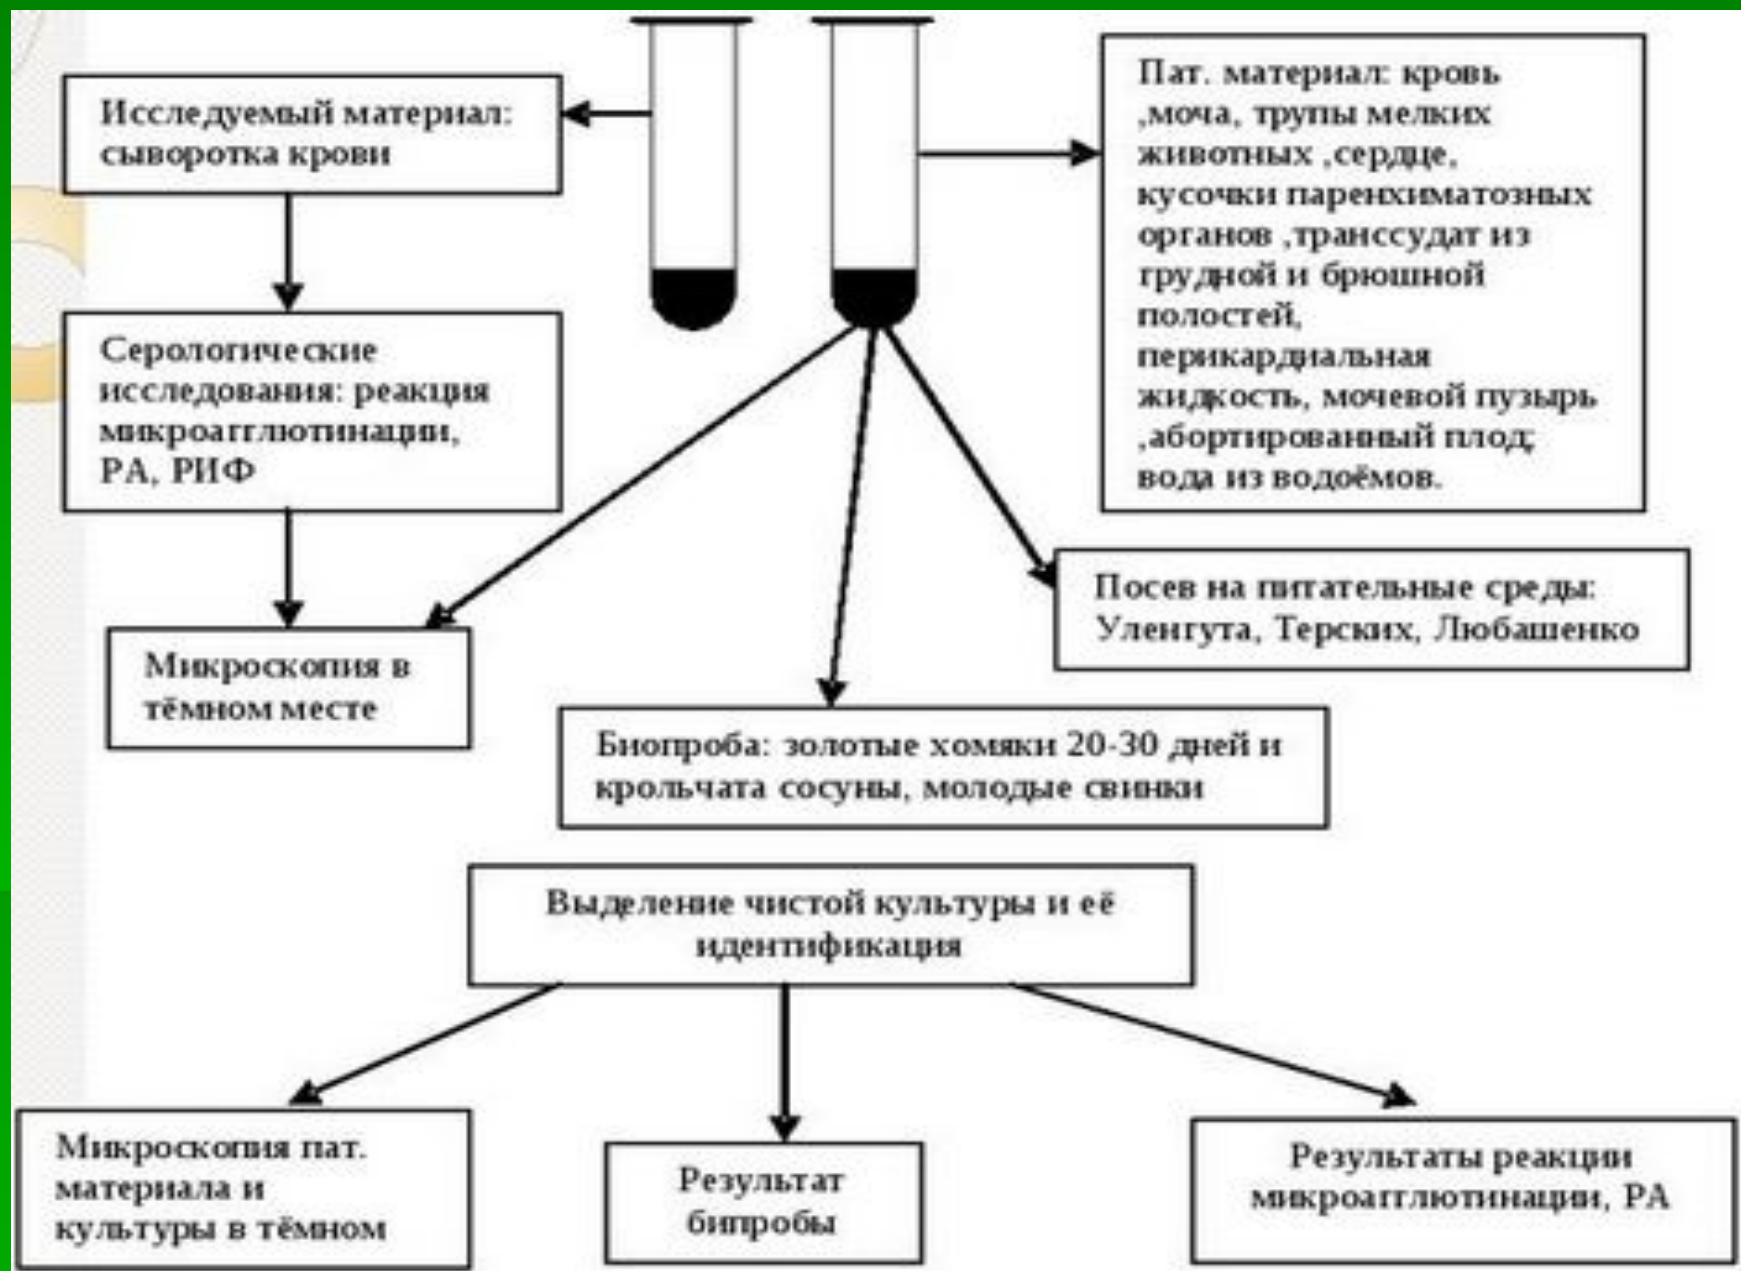 Исследуемый материал:
сыворотка крови
Пат. материал: кровь
,моча, трупы мелких
животных ,сердце,
кусочки паренхиматозных
органов ,транссудат из
грудной и брюшной
полостей,
перикардиальная
жидкость, мочевой пузырь
,абортированный плод;
вода из водоёмов.
Серологические
исследования: реакция
микроагглютинации,
РА, РИФ
Посев на питательные среды:
Уленгута, Терских, Любашенко
Микроскопия в
тёмном месте
Биопроба: золотые хомяки 20-30 дней и
крольчата сосуны, молодые свинки
Выделение чистой культуры и её
идентификация
Микроскопия пат.
материала и
культуры в тёмном
Результат
бипробы
Результаты реакции
микроагглютинации, РА